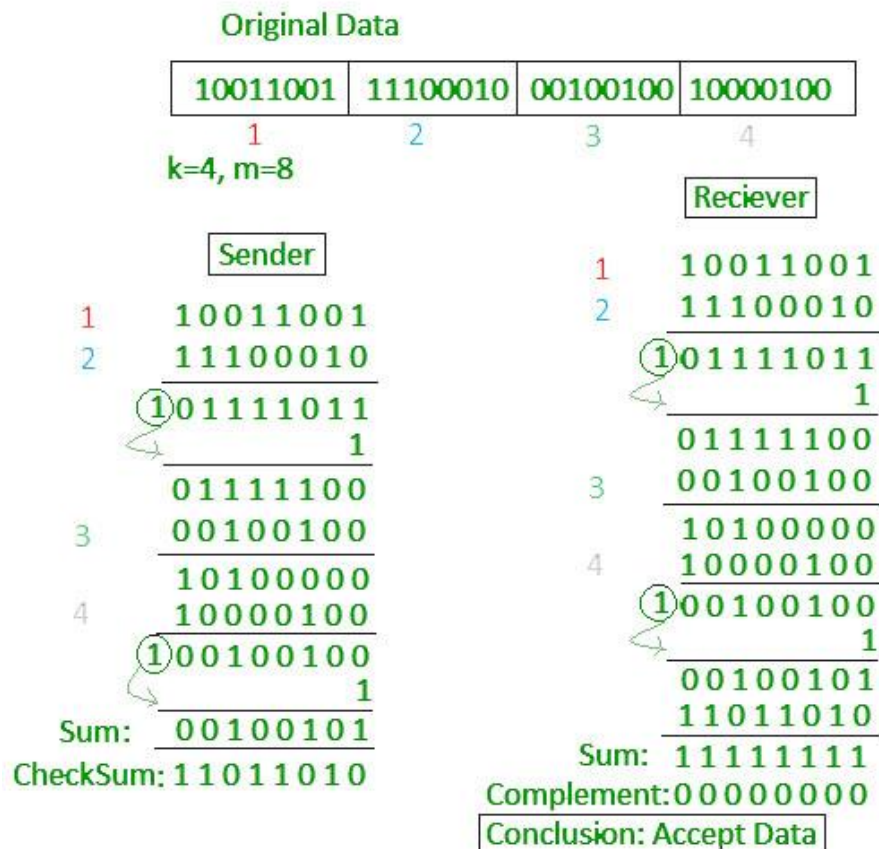 Original Data
10011001 11100010 00100100 10000100
1 2 3 4
k=4, m=8
Sender
1 10011001
2 11100010
1 01111011
1
01111100
3 00100100
10100000
4 10000100
1 00100100
1
Sum: 00100101
CheckSum: 11011010
Reciever
1 10011001
2 11100010
1 01111011
1
01111100
3 00100100
10100000
4 10000100
1 00100100
1
00100101
11011010
Sum: 11111111
Complement: 00000000
Conclusion: Accept Data